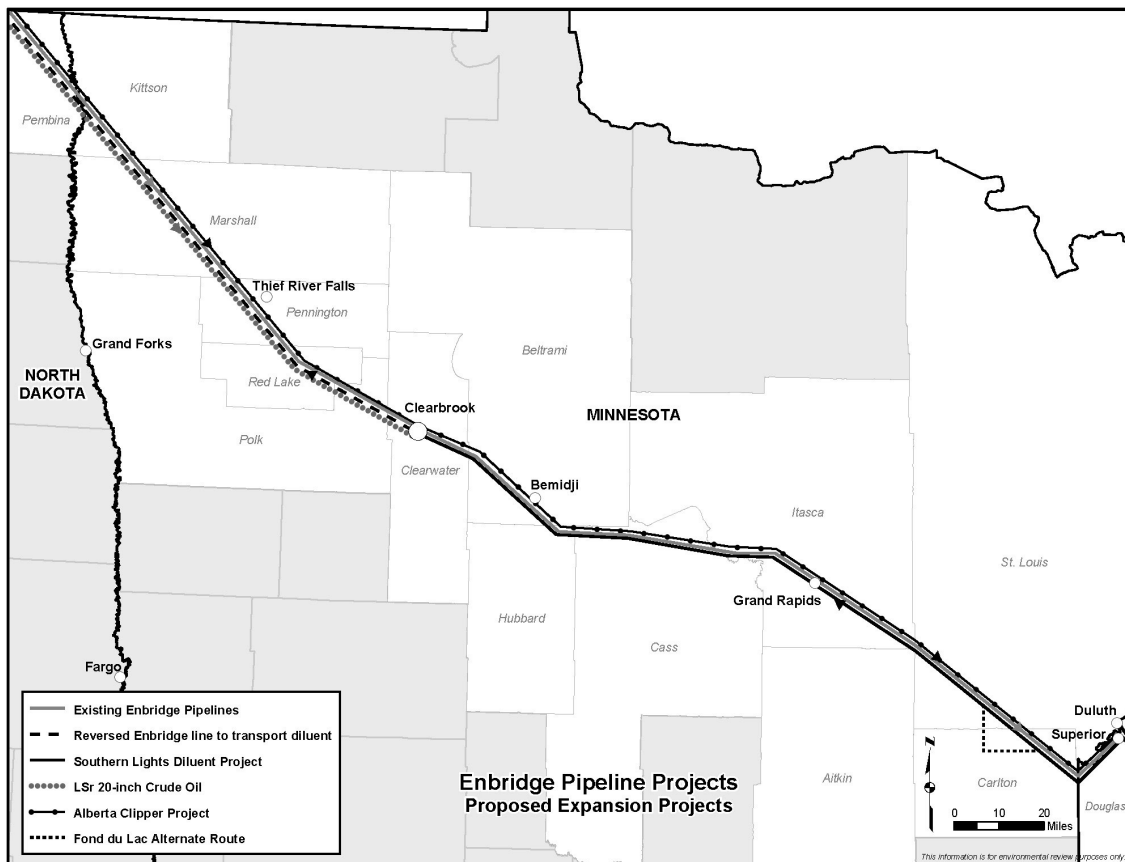 Kittson
Pembina
Marshall
Thief River Falls
Pennington
Grand Forks
Beltrami
NORTH
DAKOTA
Red Lake
Clearbrook
MINNESOTA
Polk
Clearwater
Bemidji
Itasca
St. Louis
Grand Rapids
Hubbard
Cass
Fargo
Existing Enbridge Pipelines
Reversed Enbridge line to transport diluent
Southern Lights Diluent Project
LSr 20-inch Crude Oil
Alberta Clipper Project
Fond du Lac Alternate Route
Enbridge Pipeline Projects
Proposed Expansion Projects
Duluth
Superior
Aitkin
Carlton
Douglas
0 10 20
Miles
This information is for environmental review purposes only.